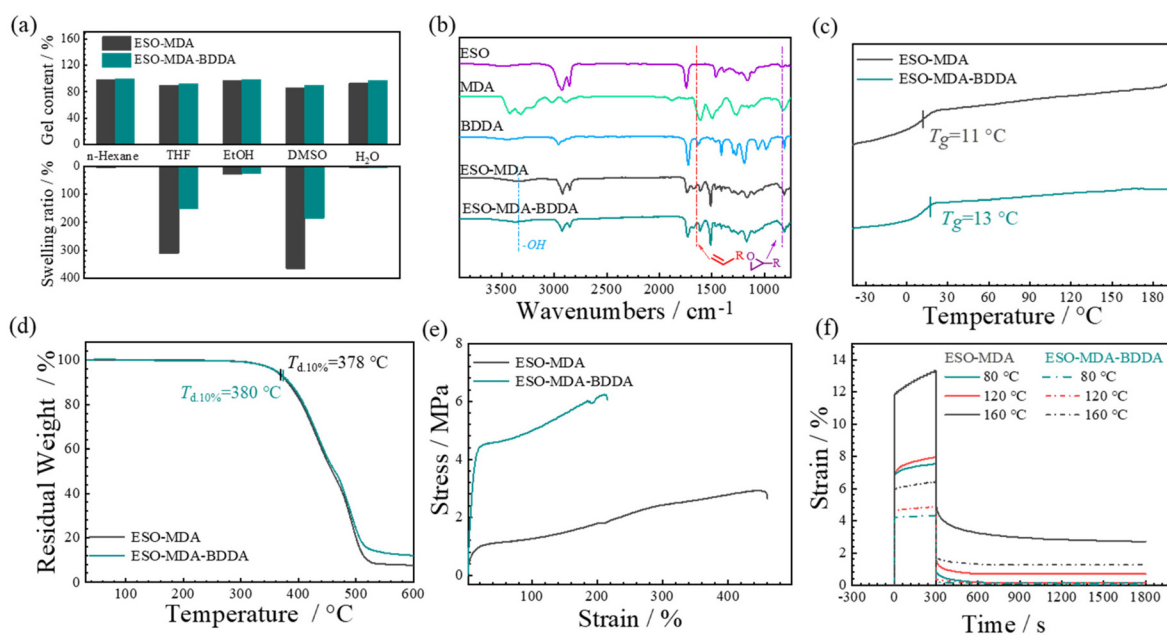 (a)
ESO-MDA
ESO-MDA-BDDA
Gel content / %
160
120
80
40
0
n-Hexane
THF
EtOH
DMSO
H2O
Swelling ratio / %
0
100
200
300
400
(b)
ESO
MDA
BDDA
ESO-MDA
ESO-MDA-BDDA
-OH
R
O
R
3500 3000 2500 2000 1500 1000
Wavenumbers / cm-1
(c)
ESO-MDA
ESO-MDA-BDDA
Tg=11 °C
Tg=13 °C
-30 0 30 60 90 120 150 180
Temperature / °C
(d)
Residual Weight / %
100
80
60
40
20
0
Td.10%=378 °C
Td.10%=380 °C
ESO-MDA
ESO-MDA-BDDA
100 200 300 400 500 600
Temperature / °C
(e)
Stress / MPa
6
4
2
0
ESO-MDA
ESO-MDA-BDDA
100 200 300 400 500
Strain / %
(f)
Strain / %
14
12
10
8
6
4
2
0
ESO-MDA ESO-MDA-BDDA
80 °C 80 °C
120 °C 120 °C
160 °C 160 °C
-300 0 300 600 900 1200 1500 1800
Time / s